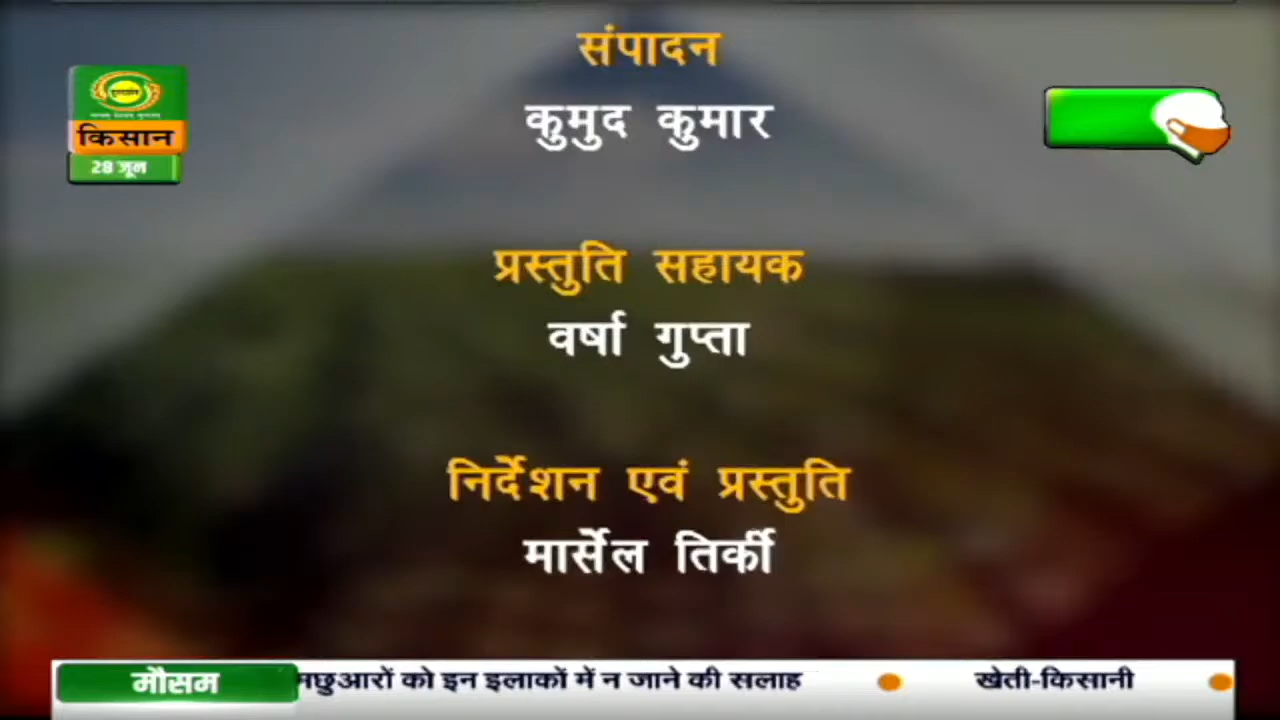 संपादन
कुमुद कुमार
किसान
28 जून
प्रस्तुति सहायक
वर्षा गुप्ता
निर्देशन एवं प्रस्तुति
मार्सेल तिर्की
मौसम
मछुआरों को इन इलाकों में न जाने की सलाह
खेती-किसानी